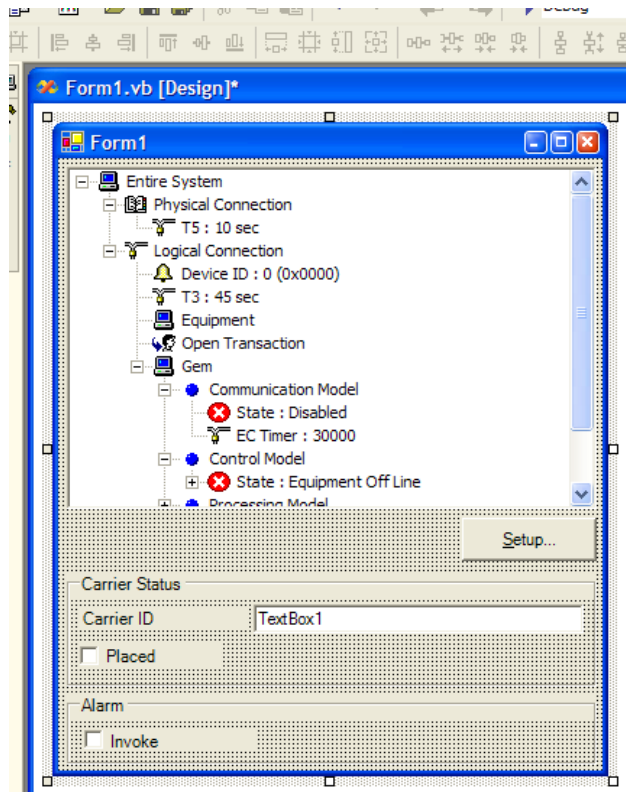 Debug
Form1.vb [Design]*
Form1
Entire System
Physical Connection
T5 : 10 sec
Logical Connection
Device ID : 0 (0x0000)
T3 : 45 sec
Equipment
Open Transaction
Gem
Communication Model
State : Disabled
EC Timer : 30000
Control Model
State : Equipment Off Line
Processing Model
Setup...
Carrier Status
Carrier ID TextBox1
Placed
Alarm
Invoke